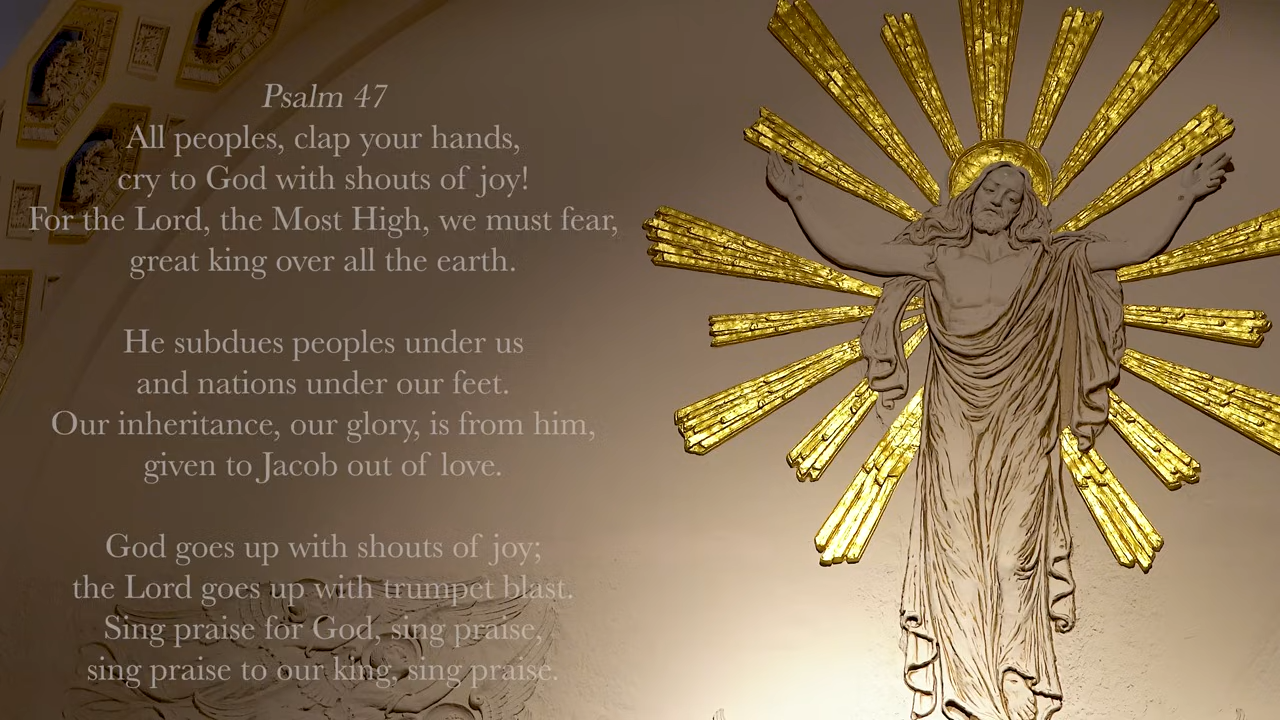 Psalm 47
All peoples, clap your hands,
cry to God with shouts of joy!
For the Lord, the Most High, we must fear,
great king over all the earth.
He subdues peoples under us
and nations under our feet.
Our inheritance, our glory, is from him,
given to Jacob out of love.
God goes up with shouts of joy;
the Lord goes up with trumpet blast.
Sing praise for God, sing praise,
sing praise to our king, sing praise.